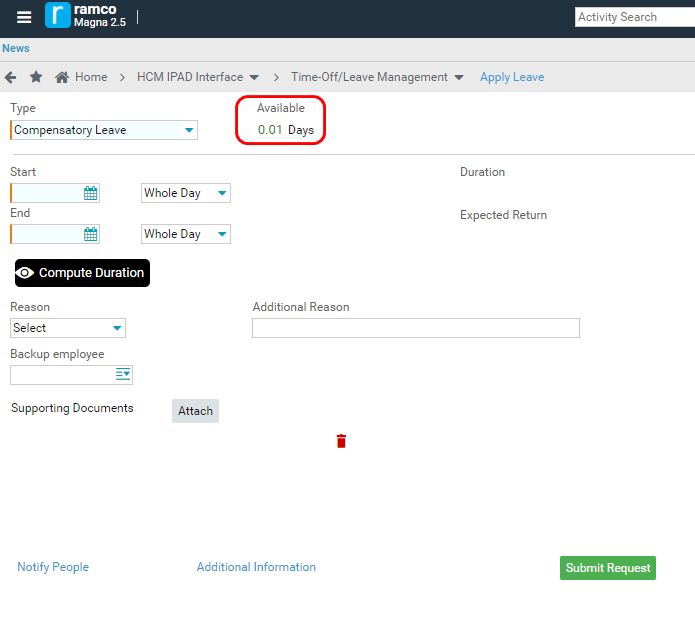 ramco
Magna 2.5
Activity Search
News
Home > HCM IPAD Interface > Time-Off/Leave Management Apply Leave
Type
Available
Compensatory Leave
0.01 Days
Start
Duration
Whole Day
End
Expected Return
Whole Day
Compute Duration
Reason
Additional Reason
Select
Backup employee
Supporting Documents
Attach
Notify People
Additional Information
Submit Request